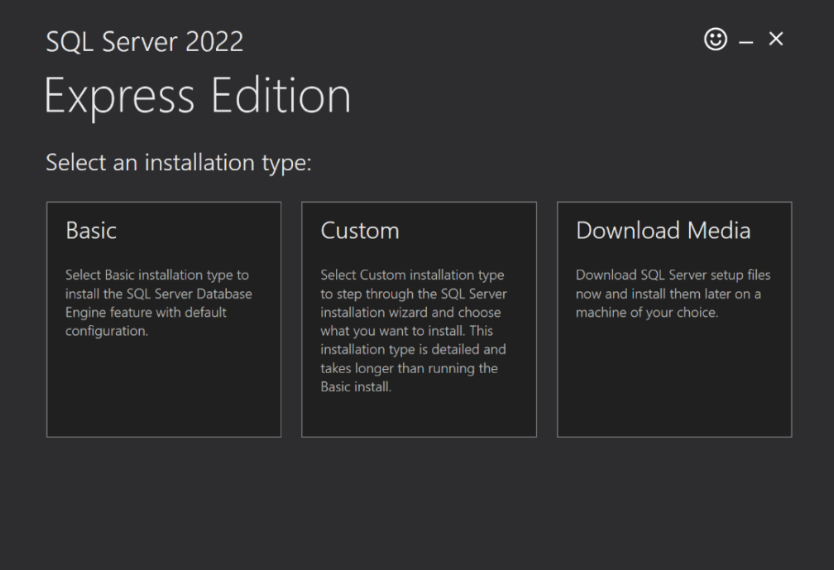 SQL Server 2022
Express Edition
Select an installation type:
Basic
Select Basic installation type to
install the SQL Server Database
Engine feature with default
configuration.
Custom
Select Custom installation type
to step through the SQL Server
installation wizard and choose
what you want to install. This
installation type is detailed and
takes longer than running the
Basic install.
Download Media
Download SQL Server setup files
now and install them later on a
machine of your choice.